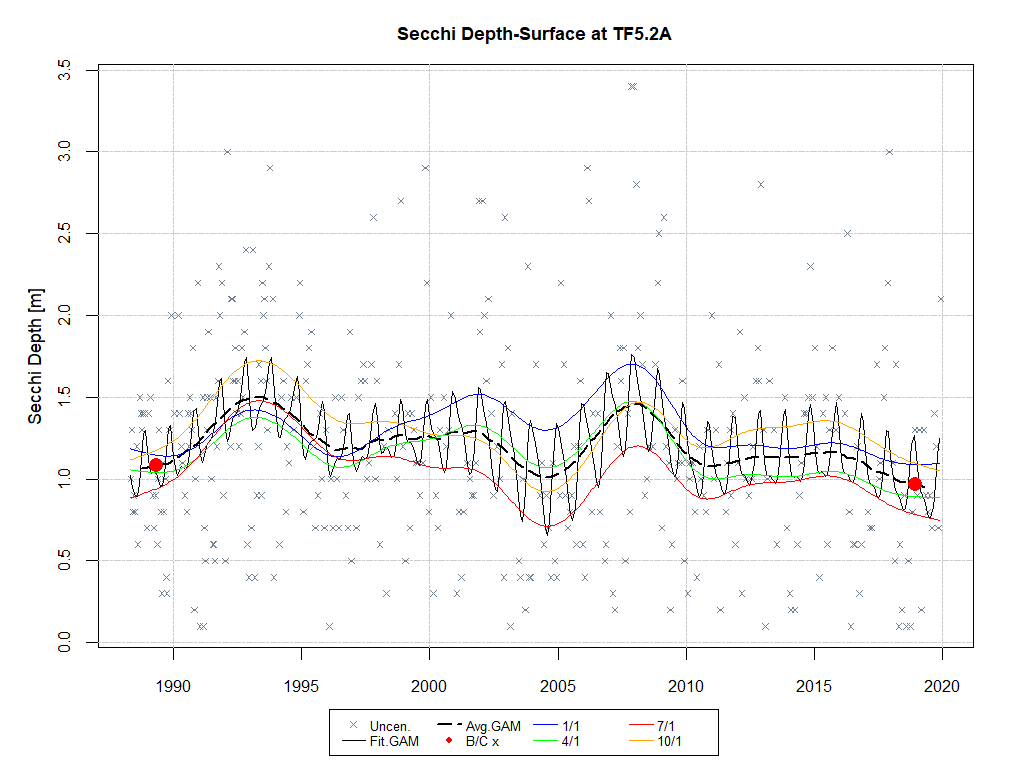 Secchi Depth-Surface at TF5.2A
Secchi Depth [m]
3.5
3.0
2.5
2.0
1.5
1.0
0.5
0.0
1990 1995 2000 2005 2010 2015 2020
Uncen. Avg.GAM 1/1 7/1
Fit.GAM B/C x 4/1 10/1